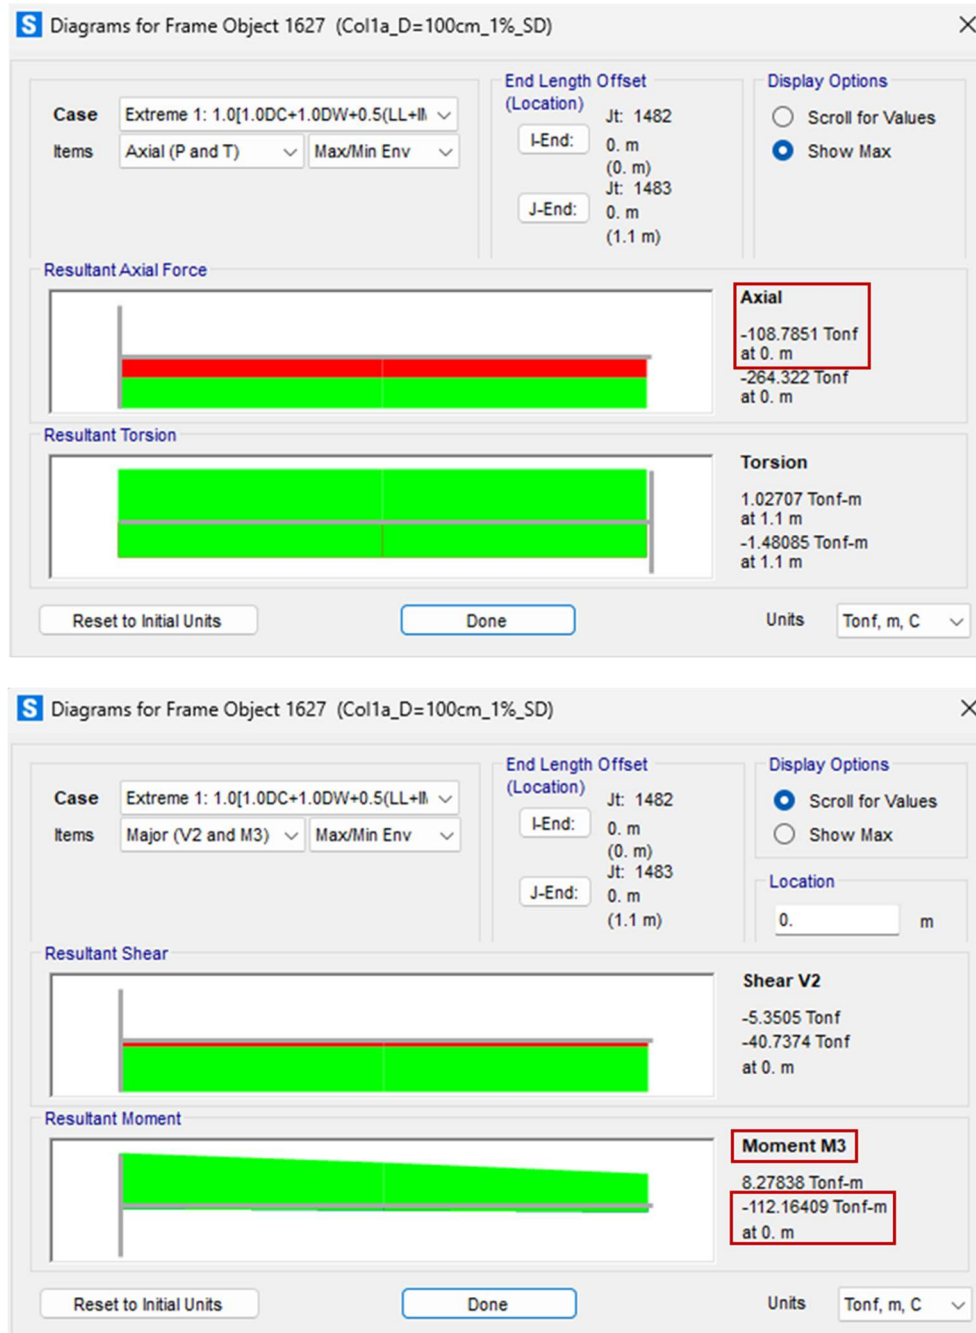 S Diagrams for Frame Object 1627 (Col1a_D=100cm_1%_SD)
Case Extreme 1: 1.0[1.0DC+1.0DW+0.5(LL+
Items Axial (P and T) Max/Min Env
End Length Offset
(Location)
Jt: 1482
I-End: 0. m
(0. m)
Jt: 1483
J-End: 0. m
(1.1 m)
Display Options
Scroll for Values
Show Max
Resultant Axial Force
Axial
-108.7851 Tonf
at 0. m
-264.322 Tonf
at 0. m
Resultant Torsion
Torsion
1.02707 Tonf-m
at 1.1 m
-1.48085 Tonf-m
at 1.1 m
Reset to Initial Units Done Units Tonf, m, C
S Diagrams for Frame Object 1627 (Col1a_D=100cm_1%_SD)
Case Extreme 1: 1.0[1.0DC+1.0DW+0.5(LL+
Items Major (V2 and M3) Max/Min Env
End Length Offset
(Location)
Jt: 1482
I-End: 0. m
(0. m)
Jt: 1483
J-End: 0. m
(1.1 m)
Display Options
Scroll for Values
Show Max
Location
0. m
Resultant Shear
Shear V2
-5.3505 Tonf
-40.7374 Tonf
at 0. m
Resultant Moment
Moment M3
8.27838 Tonf-m
-112.16409 Tonf-m
at 0. m
Reset to Initial Units Done Units Tonf, m, C